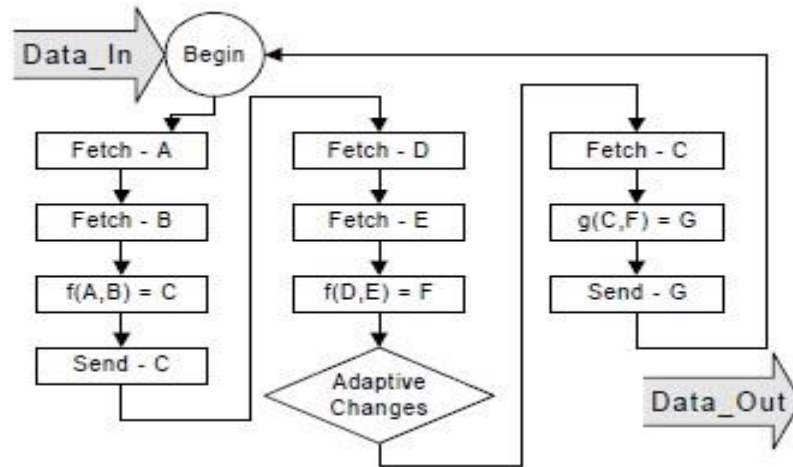 Data_In
Begin
Fetch - A
Fetch - B
f(A,B) = C
Send - C
Fetch - D
Fetch - E
f(D,E) = F
Adaptive
Changes
Fetch - C
g(C,F) = G
Send - G
Data_Out